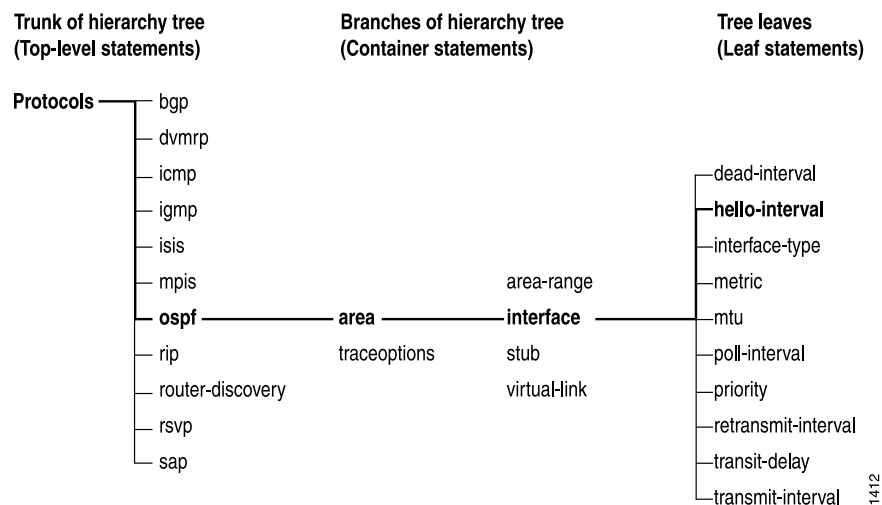 Trunk of hierarchy tree
(Top-level statements)
Branches of hierarchy tree
(Container statements)
Tree leaves
(Leaf statements)
Protocols
bgp
dvmrp
icmp
igmp
isis
mpis
ospf
rip
router-discovery
rsvp
sap
area
traceoptions
area-range
interface
stub
virtual-link
dead-interval
hello-interval
interface-type
metric
mtu
poll-interval
priority
retransmit-interval
transit-delay
transmit-interval
1412